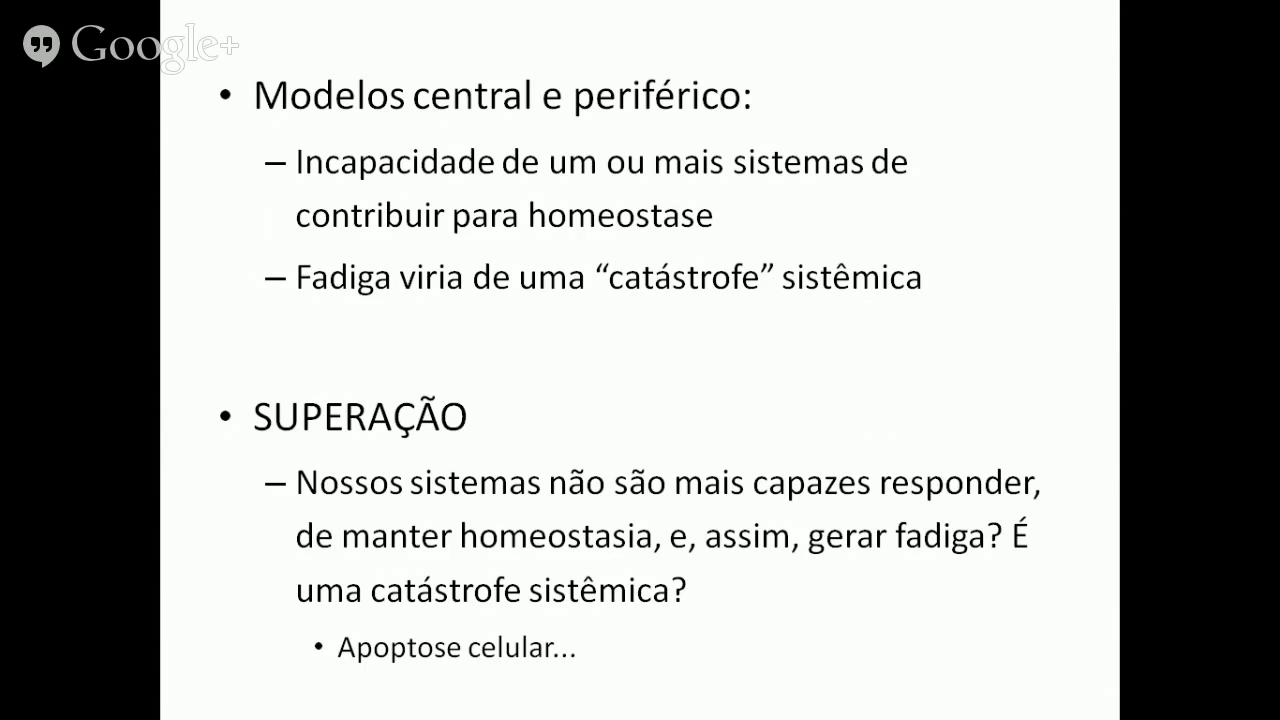 Google+
• Modelos central e periférico:
– Incapacidade de um ou mais sistemas de
contribuir para homeostase
– Fadiga viria de uma “catástrofe” sistêmica
• SUPERAÇÃO
– Nossos sistemas não são mais capazes responder,
de manter homeostasia, e, assim, gerar fadiga? É
uma catástrofe sistêmica?
• Apoptose celular...